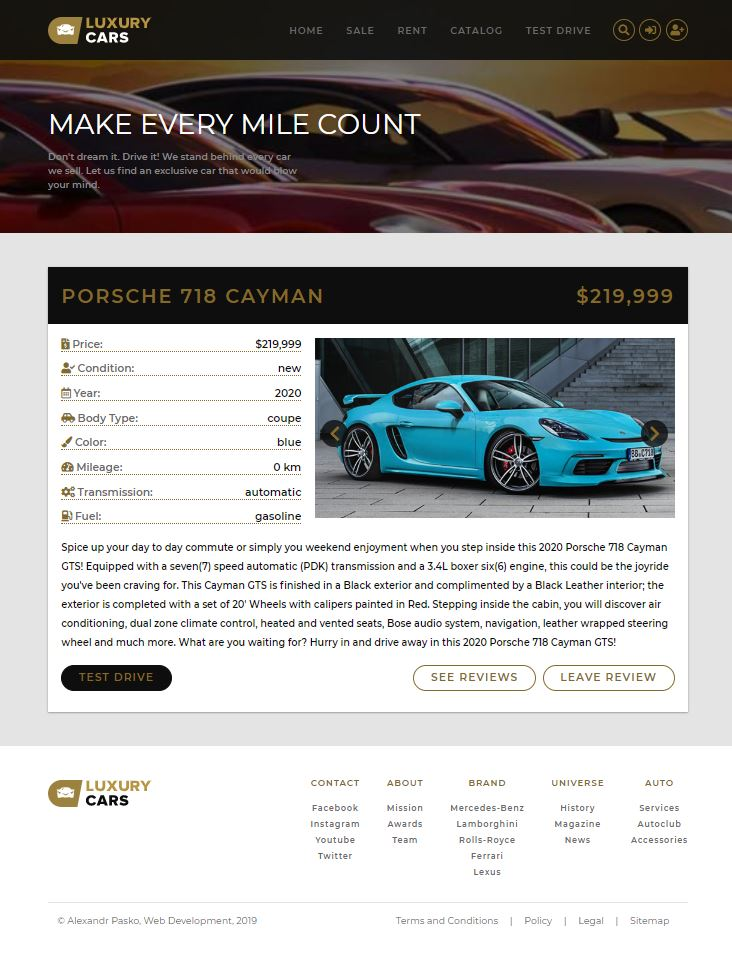 LUXURY
CARS
HOME SALE RENT CATALOG TEST DRIVE
MAKE EVERY MILE COUNT
Don't dream it. Drive it! We stand behind every car
we sell. Let us find an exclusive car that would blow
your mind.
PORSCHE 718 CAYMAN $219,999
Price: $219,999
Condition: new
Year: 2020
Body Type: coupe
Color: blue
Mileage: 0 km
Transmission: automatic
Fuel: gasoline
Spice up your day to day commute or simply you weekend enjoyment when you step inside this 2020 Porsche 718 Cayman
GTS! Equipped with a seven(7) speed automatic (PDK) transmission and a 3.4L boxer six(6) engine, this could be the joyride
you've been craving for. This Cayman GTS is finished in a Black exterior and complimented by a Black Leather interior; the
exterior is completed with a set of 20' Wheels with calipers painted in Red. Stepping inside the cabin, you will discover air
conditioning, dual zone climate control, heated and vented seats, Bose audio system, navigation, leather wrapped steering
wheel and much more. What are you waiting for? Hurry in and drive away in this 2020 Porsche 718 Cayman GTS!
TEST DRIVE SEE REVIEWS LEAVE REVIEW
LUXURY
CARS
CONTACT ABOUT BRAND UNIVERSE AUTO
Facebook Mission Mercedes-Benz History Services
Instagram Awards Lamborghini Magazine Autoclub
Youtube Team Rolls-Royce News Accessories
Twitter Ferrari
Lexus
© Alexandr Pasko, Web Development, 2019 Terms and Conditions | Policy | Legal | Sitemap